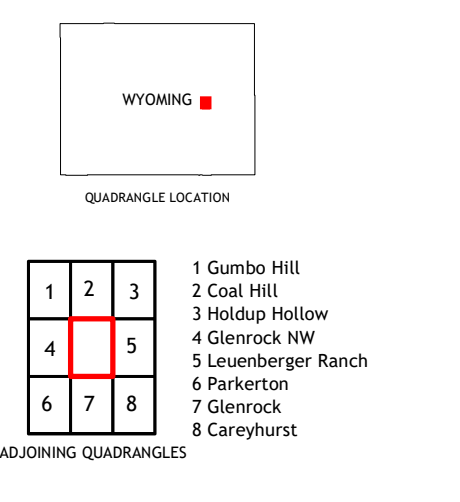 WYOMING
QUADRANGLE LOCATION
1 2 3
4 5
6 7 8
1 Gumbo Hill
2 Coal Hill
3 Holdup Hollow
4 Glenrock NW
5 Leuenberger Ranch
6 Parkerton
7 Glenrock
8 Careyhurst
ADJOINING QUADRANGLES